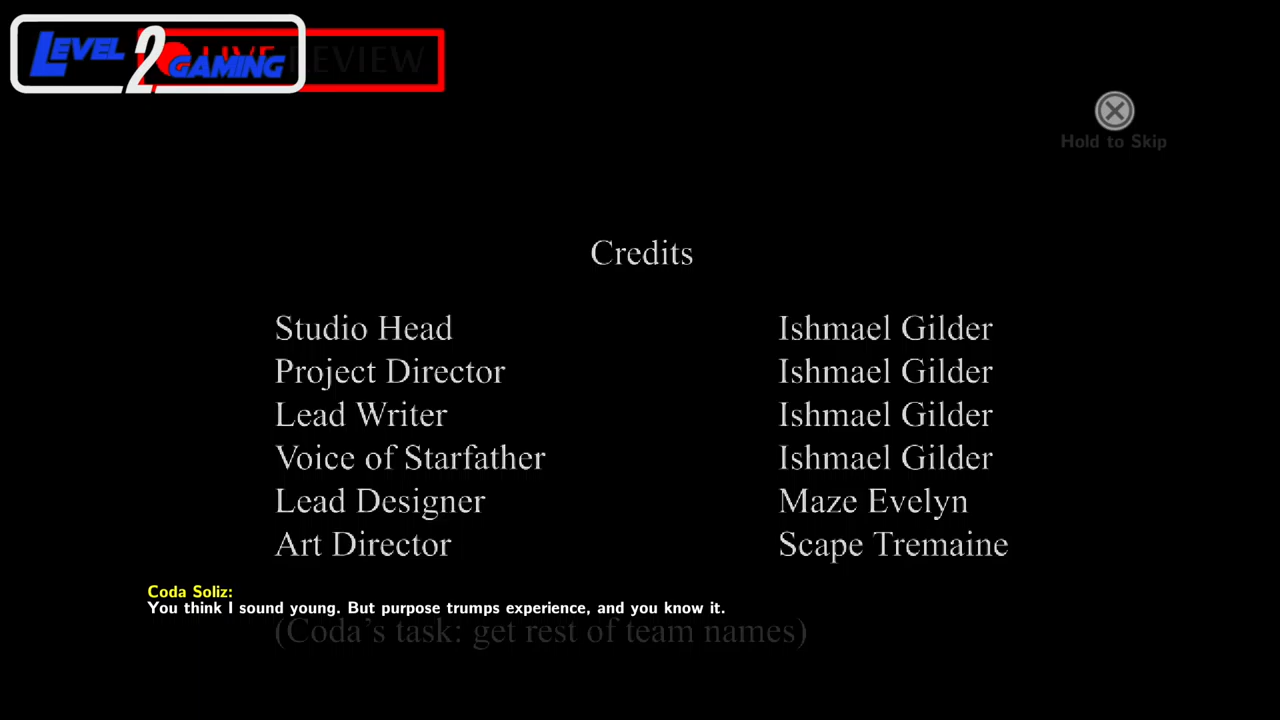 LEVEL 2 GAMING
LIVE REVIEW
Hold to Skip
Credits
Studio Head Ishmael Gilder
Project Director Ishmael Gilder
Lead Writer Ishmael Gilder
Voice of Starfather Ishmael Gilder
Lead Designer Maze Evelyn
Art Director Scape Tremaine
Coda Soliz:
You think I sound young. But purpose trumps experience, and you know it.
(Coda's task: get rest of team names)